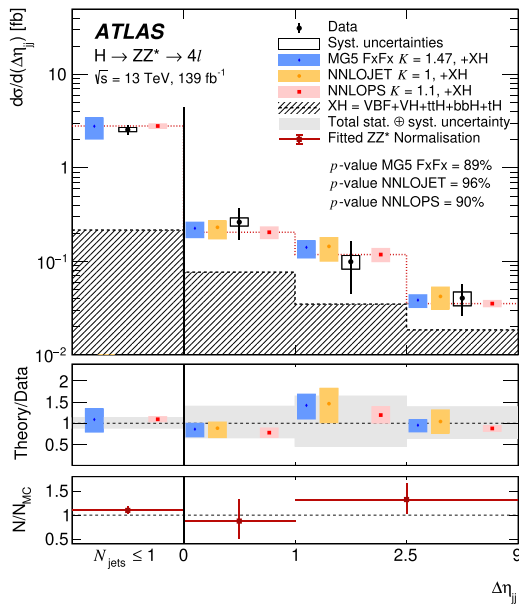 dσ/d(Δη_jj) [fb]
ATLAS
H → ZZ* → 4l
√s = 13 TeV, 139 fb⁻¹
Data
Syst. uncertainties
MG5 FxFx K = 1.47, +XH
NNLOJET K = 1, +XH
NNLOPS K = 1.1, +XH
XH = VBF+VH+ttH+bbH+tH
Total stat. ⊕ syst. uncertainty
Fitted ZZ* Normalisation
p-value MG5 FxFx = 89%
p-value NNLOJET = 96%
p-value NNLOPS = 90%
10
1
10⁻¹
10⁻²
Theory/Data
2
1.5
1
0.5
N/N_MC
1.5
1
0.5
N_jets ≤ 1
0
1
2.5
9
Δη_jj